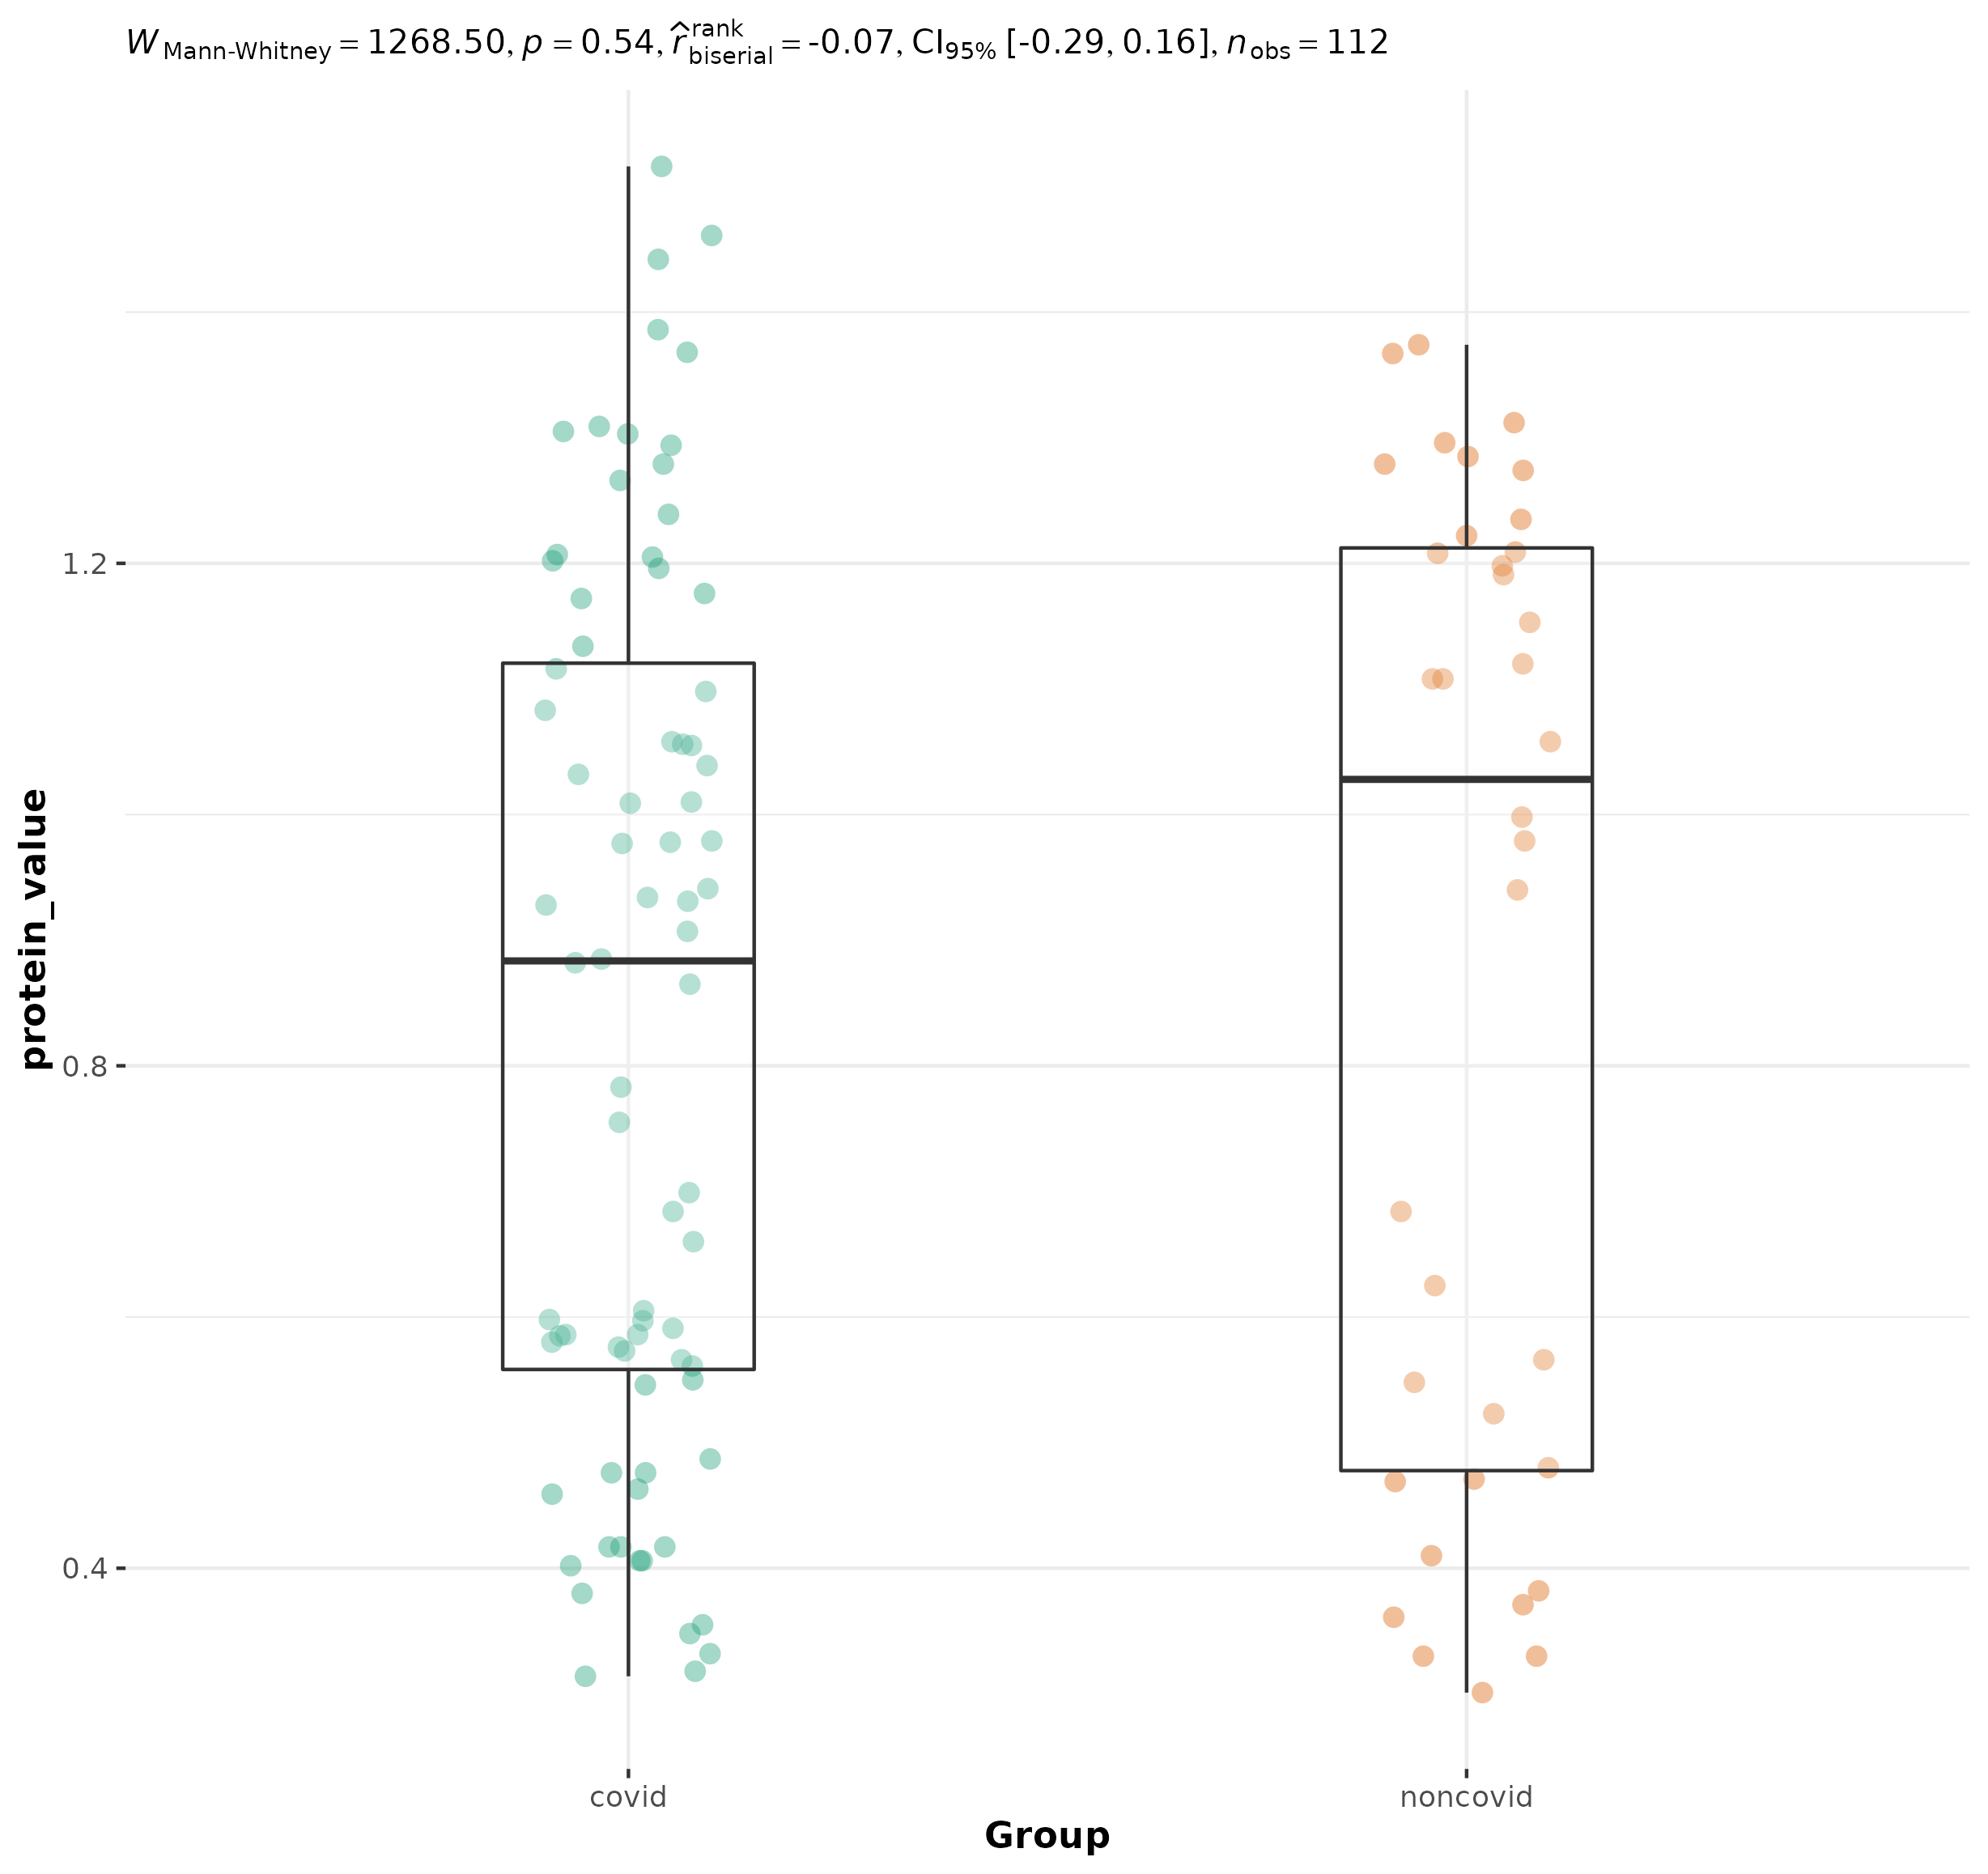 W Mann-Whitney = 1268.50, p = 0.54, r̂ rank biserial = -0.07, CI95% [-0.29, 0.16], nobs = 112
1.2
0.8
0.4
protein_value
covid noncovid
Group